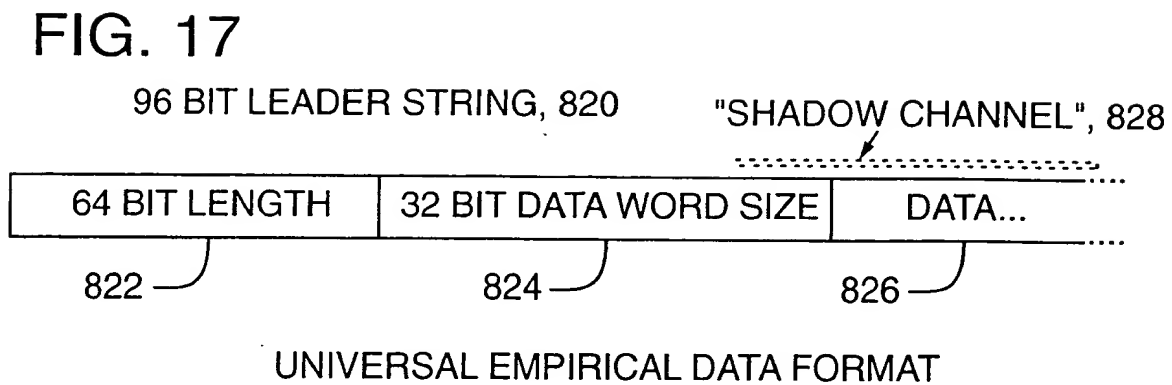 FIG. 17
96 BIT LEADER STRING, 820
"SHADOW CHANNEL", 828
64 BIT LENGTH
32 BIT DATA WORD SIZE
DATA...
822
824
826
UNIVERSAL EMPIRICAL DATA FORMAT